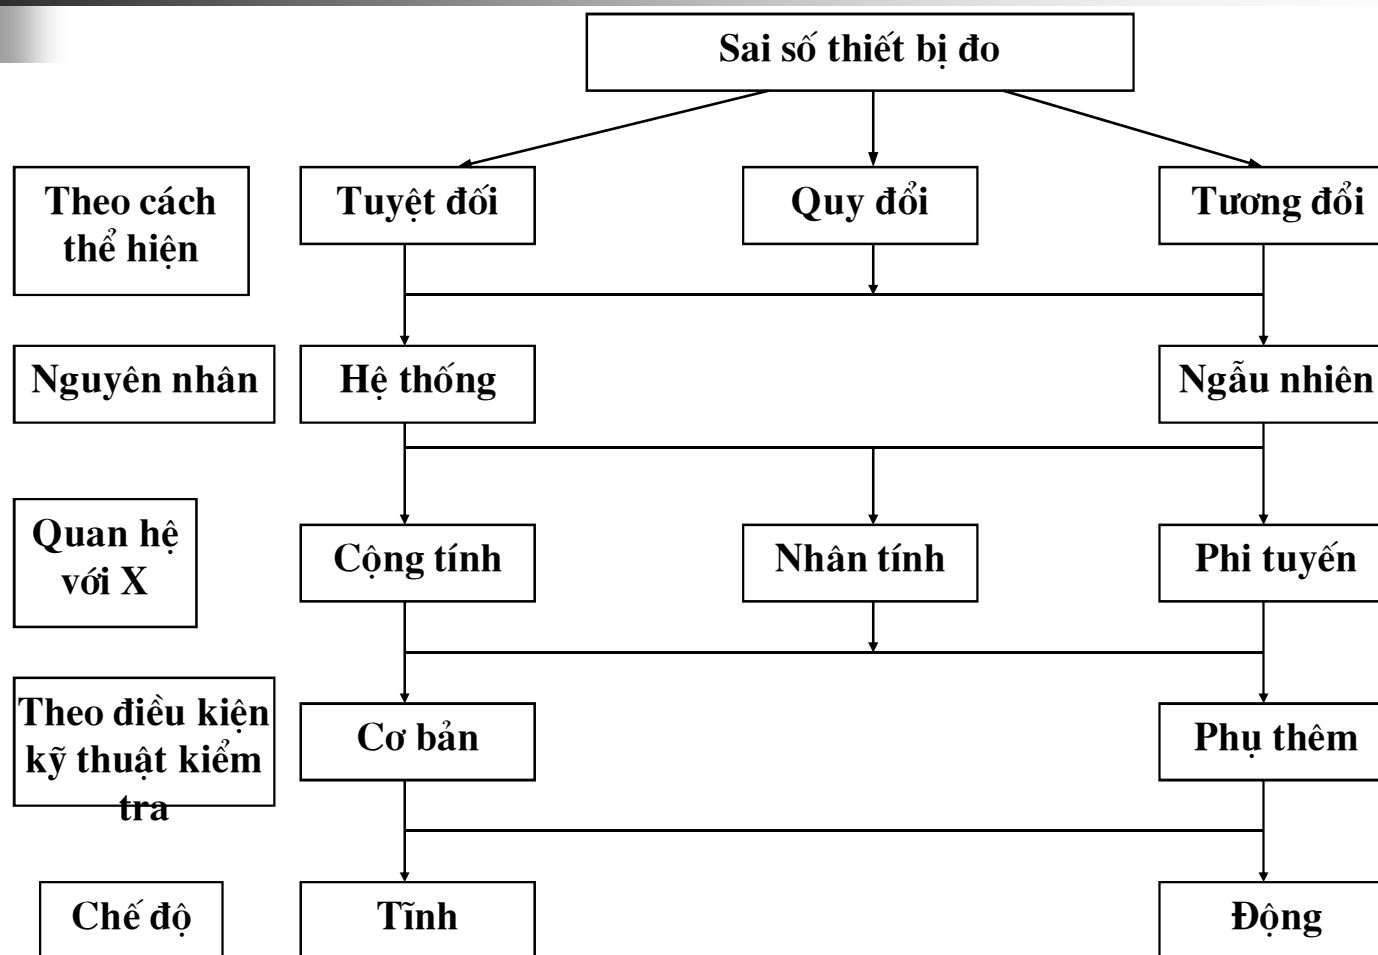 Sai số thiết bị đo
Theo cách
thể hiện
Tuyệt đối
Quy đổi
Tương đổi
Nguyên nhân
Hệ thống
Ngẫu nhiên
Quan hệ
với X
Cộng tính
Nhân tính
Phi tuyến
Theo điều kiện
kỹ thuật kiểm
tra
Cơ bản
Phụ thêm
Chế độ
Tĩnh
Động